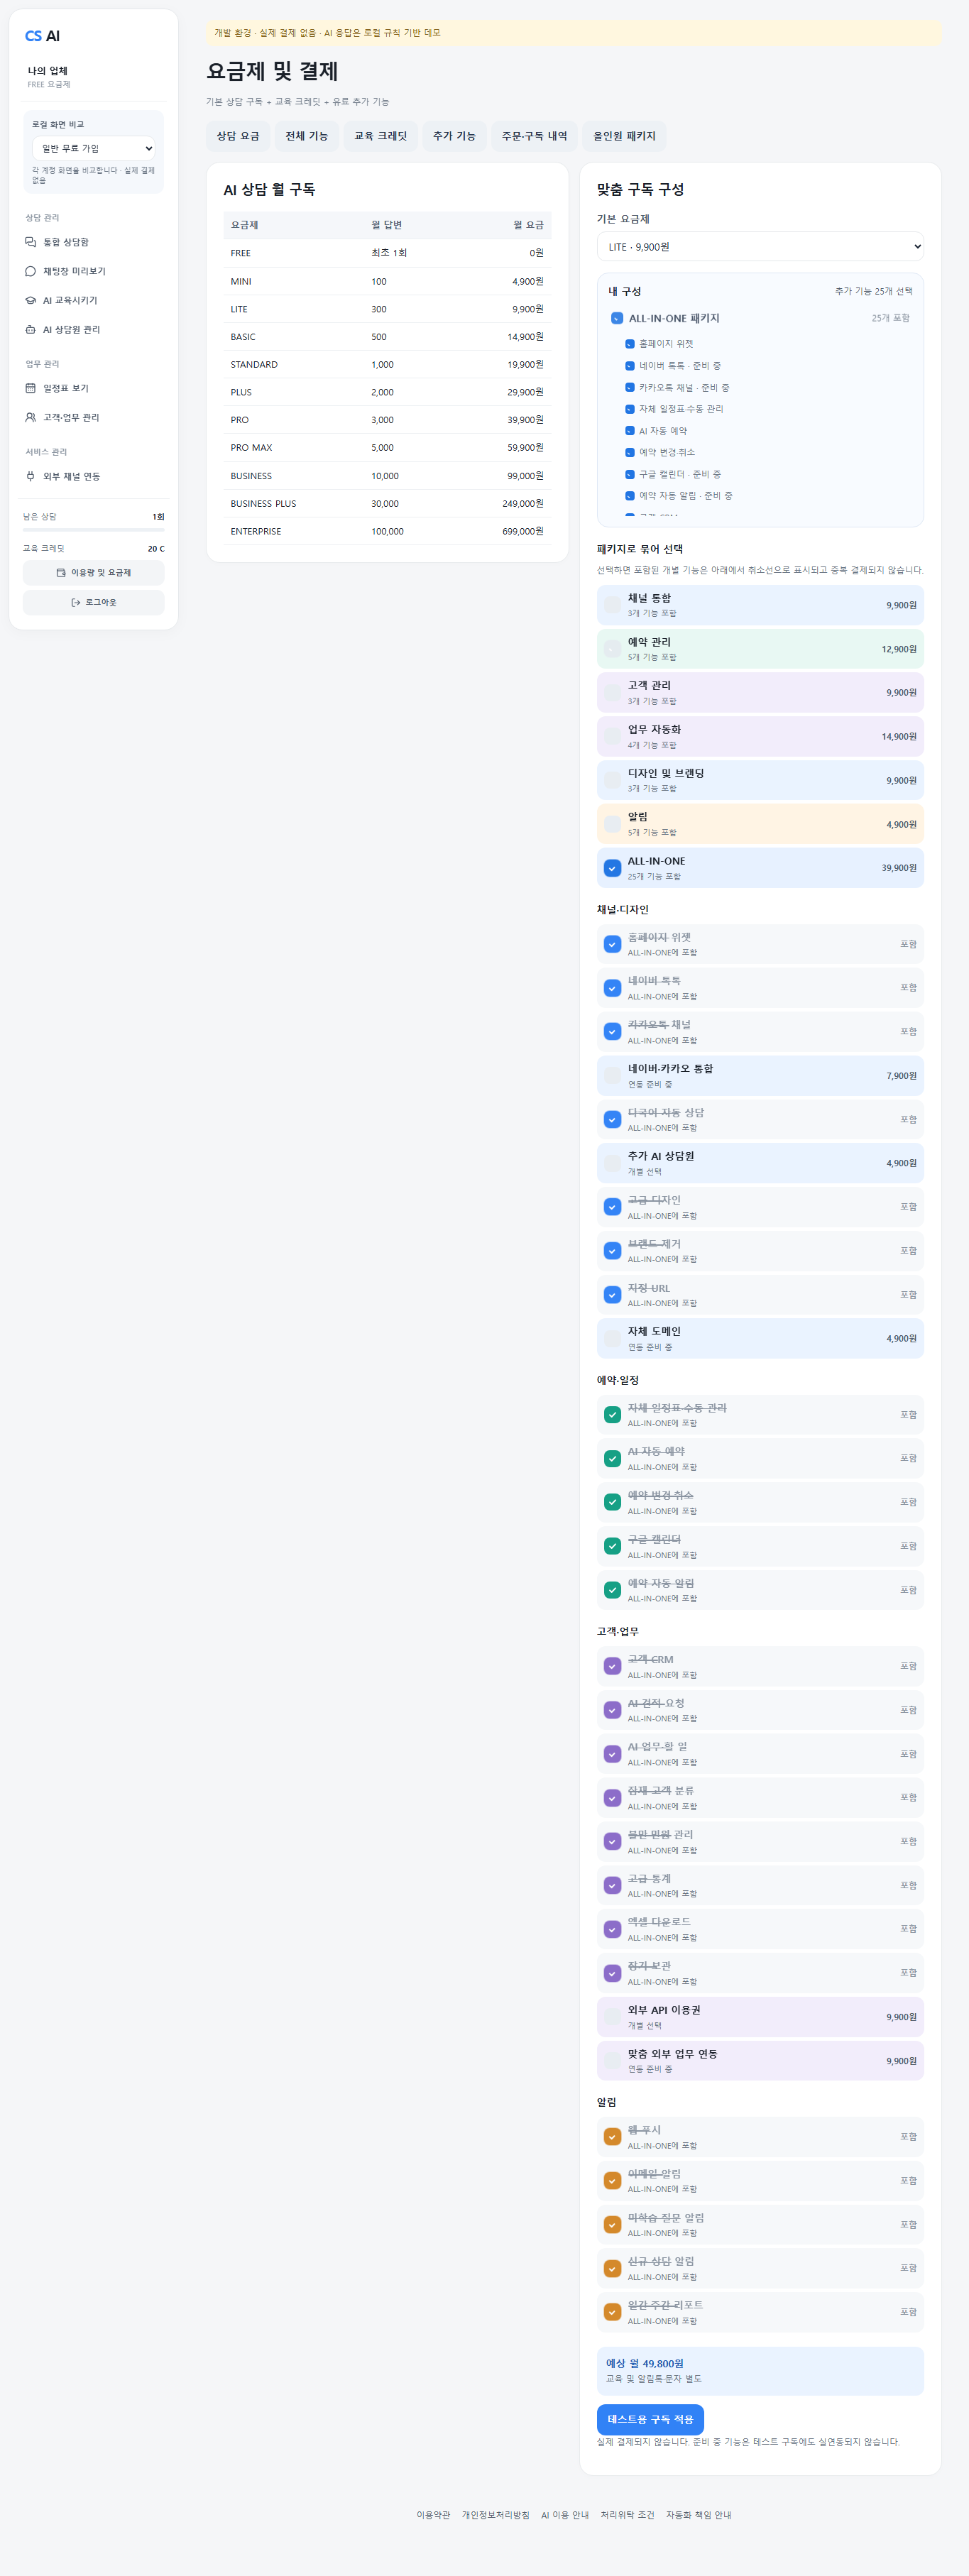 CS AI
나의 업체
FREE 요금제
로컬 화면 비교
일반 무료 가입
각 계정 화면을 비교합니다 · 실제 결제 없음
상담 관리
통합 상담함
채팅창 미리보기
AI 교육시키기
AI 상담원 관리
업무 관리
일정표 보기
고객·업무 관리
서비스 관리
외부 채널 연동
남은 상담 1회
교육 크레딧 20 C
이용량 및 요금제
로그아웃
개발 환경 · 실제 결제 없음 · AI 응답은 로컬 규칙 기반 데모
요금제 및 결제
기본 상담 구독 + 교육 크레딧 + 유료 추가 기능
상담 요금 전체 기능 교육 크레딧 추가 기능 주문·구독 내역 올인원 패키지
AI 상담 월 구독
요금제 월 답변 월 요금
FREE 최초 1회 0원
MINI 100 4,900원
LITE 300 9,900원
BASIC 500 14,900원
STANDARD 1,000 19,900원
PLUS 2,000 29,900원
PRO 3,000 39,900원
PRO MAX 5,000 59,900원
BUSINESS 10,000 99,000원
BUSINESS PLUS 30,000 249,000원
ENTERPRISE 100,000 699,000원
맞춤 구독 구성
기본 요금제
LITE · 9,900원
내 구성 추가 기능 25개 선택
ALL-IN-ONE 패키지 25개 포함
홈페이지 위젯
네이버 톡톡 · 준비 중
카카오톡 채널 · 준비 중
자체 일정표·수동 관리
AI 자동 예약
예약 변경·취소
구글 캘린더 · 준비 중
예약 자동 알림 · 준비 중
패키지로 묶어 선택
선택하면 포함된 개별 기능은 아래에서 취소선으로 표시되고 중복 결제되지 않습니다.
채널 통합 9,900원
3개 기능 포함
예약 관리 12,900원
5개 기능 포함
고객 관리 9,900원
3개 기능 포함
업무 자동화 14,900원
4개 기능 포함
디자인 및 브랜딩 9,900원
3개 기능 포함
알림 4,900원
5개 기능 포함
ALL-IN-ONE 39,900원
25개 기능 포함
채널·디자인
홈페이지 위젯 포함
ALL-IN-ONE에 포함
네이버 톡톡 포함
ALL-IN-ONE에 포함
카카오톡 채널 포함
ALL-IN-ONE에 포함
네이버·카카오 통합 7,900원
연동 준비 중
다국어 자동 상담 포함
ALL-IN-ONE에 포함
추가 AI 상담원 4,900원
개별 선택
고급 디자인 포함
ALL-IN-ONE에 포함
브랜드 제거 포함
ALL-IN-ONE에 포함
지정 URL 포함
ALL-IN-ONE에 포함
자체 도메인 4,900원
연동 준비 중
예약·일정
자체 일정표·수동 관리 포함
ALL-IN-ONE에 포함
AI 자동 예약 포함
ALL-IN-ONE에 포함
예약 변경·취소 포함
ALL-IN-ONE에 포함
구글 캘린더 포함
ALL-IN-ONE에 포함
예약 자동 알림 포함
ALL-IN-ONE에 포함
고객·업무
고객 CRM 포함
ALL-IN-ONE에 포함
AI 견적 요청 포함
ALL-IN-ONE에 포함
AI 업무·할 일 포함
ALL-IN-ONE에 포함
잠재 고객 분류 포함
ALL-IN-ONE에 포함
불만·민원 관리 포함
ALL-IN-ONE에 포함
고급 통계 포함
ALL-IN-ONE에 포함
엑셀 다운로드 포함
ALL-IN-ONE에 포함
장기 보관 포함
ALL-IN-ONE에 포함
외부 API 이용권 9,900원
개별 선택
맞춤 외부 업무 연동 9,900원
연동 준비 중
알림
웹 푸시 포함
ALL-IN-ONE에 포함
이메일 알림 포함
ALL-IN-ONE에 포함
미학습 질문 알림 포함
ALL-IN-ONE에 포함
신규 상담 알림 포함
ALL-IN-ONE에 포함
일간·주간 리포트 포함
ALL-IN-ONE에 포함
예상 월 49,800원
교육 및 알림톡·문자 별도
테스트용 구독 적용
실제 결제되지 않습니다. 준비 중 기능은 테스트 구독에도 실연동되지 않습니다.
이용약관 개인정보처리방침 AI 이용 안내 처리위탁 조건 자동화 책임 안내